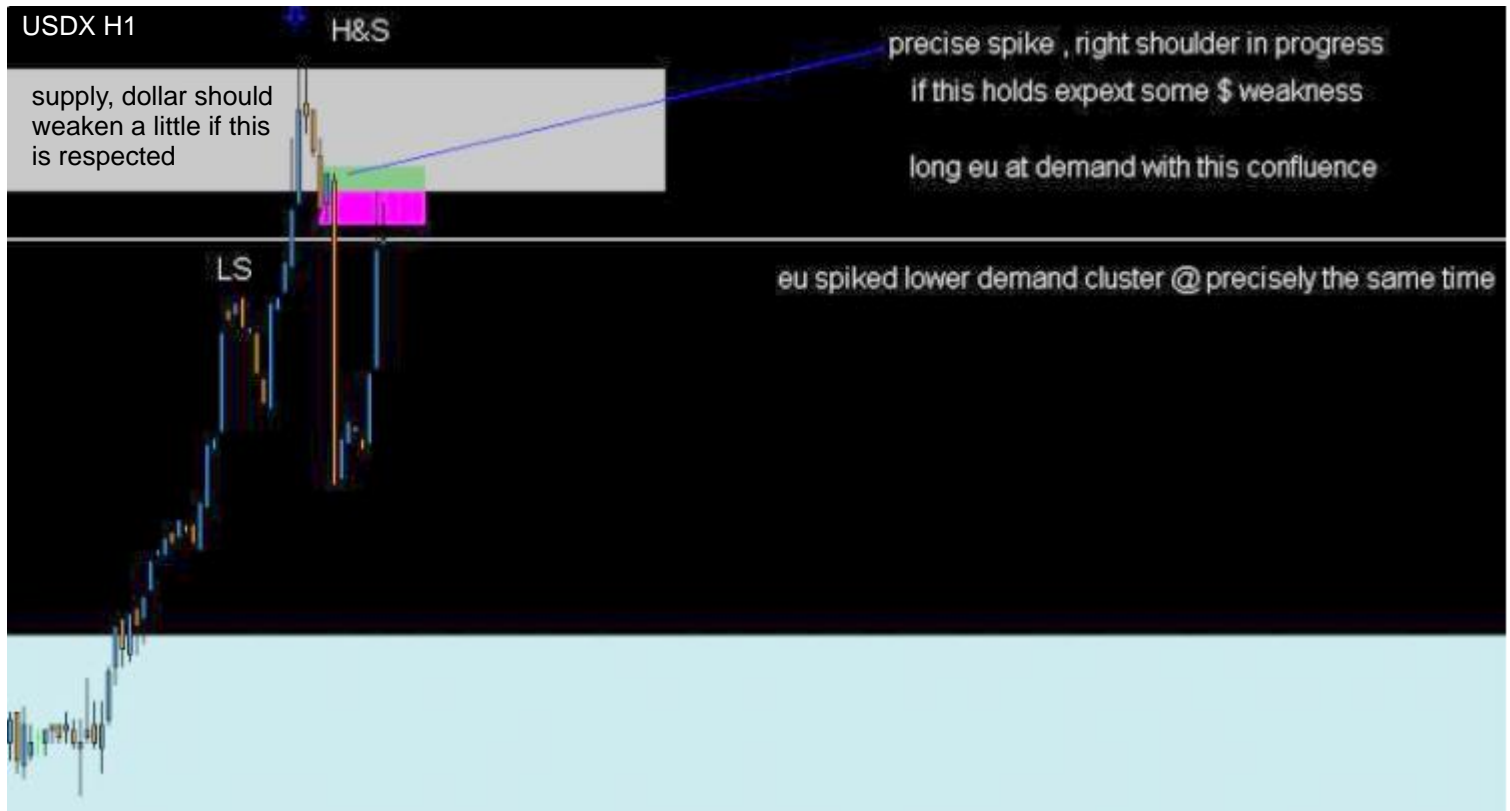 USDX H1
H&S
supply, dollar should
weaken a little if this
is respected
precise spike , right shoulder in progress
if this holds expext some $ weakness
long eu at demand with this confluence
LS
eu spiked lower demand cluster @ precisely the same time